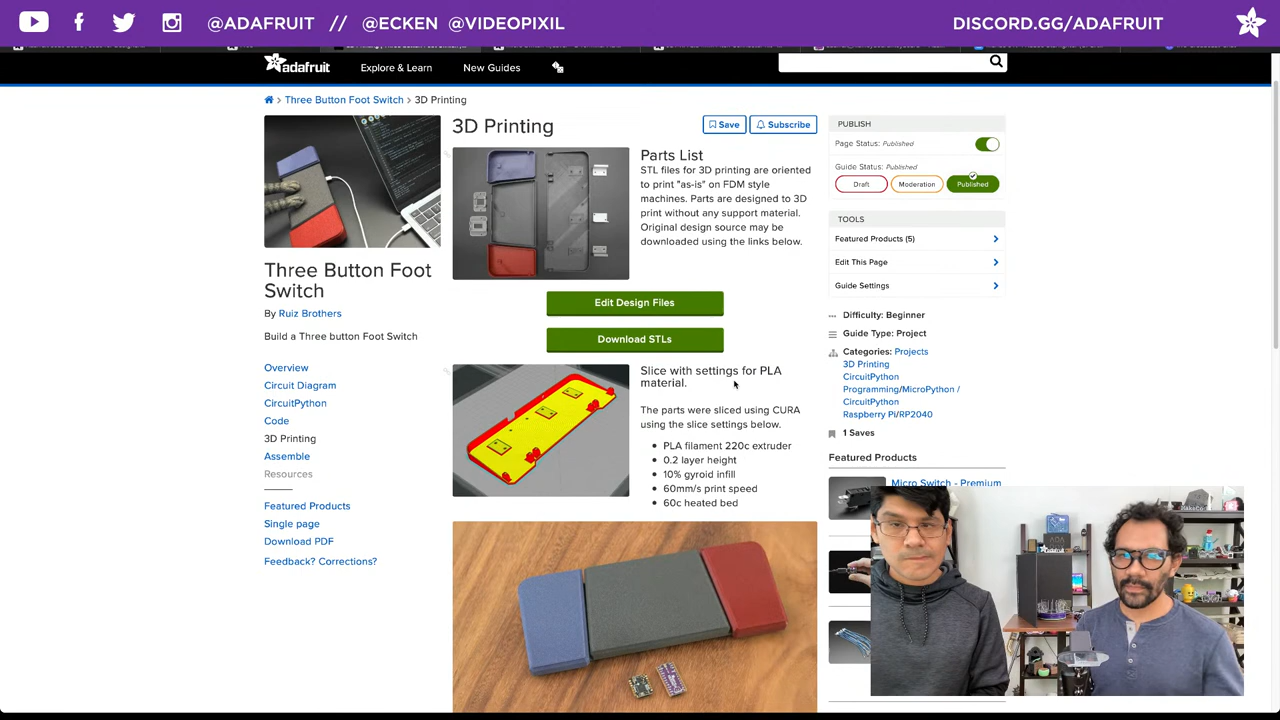 @ADAFRUIT // @ECKEN @VIDEOPIXIL
DISCORD.GG/ADAFRUIT
adafruit
Explore & Learn
New Guides
Three Button Foot Switch > 3D Printing
Three Button Foot
Switch
By Ruiz Brothers
Build a Three button Foot Switch
Overview
Circuit Diagram
CircuitPython
Code
3D Printing
Assemble
Resources
Featured Products
Single page
Download PDF
Feedback? Corrections?
3D Printing
Save
Subscribe
Parts List
STL files for 3D printing are oriented
to print "as-is" on FDM style
machines. Parts are designed to 3D
print without any support material.
Original design source may be
downloaded using the links below.
Edit Design Files
Download STLs
Slice with settings for PLA
material.
The parts were sliced using CURA
using the slice settings below.
PLA filament 220c extruder
0.2 layer height
10% gyroid infill
60mm/s print speed
60c heated bed
PUBLISH
Page Status: Published
Guide Status: Published
Draft
Moderation
Published
TOOLS
Featured Products (5)
Edit This Page
Guide Settings
Difficulty: Beginner
Guide Type: Project
Categories: Projects
3D Printing
CircuitPython
Programming/MicroPython /
CircuitPython
Raspberry Pi/RP2040
1 Saves
Featured Products
Micro Switch - Premium